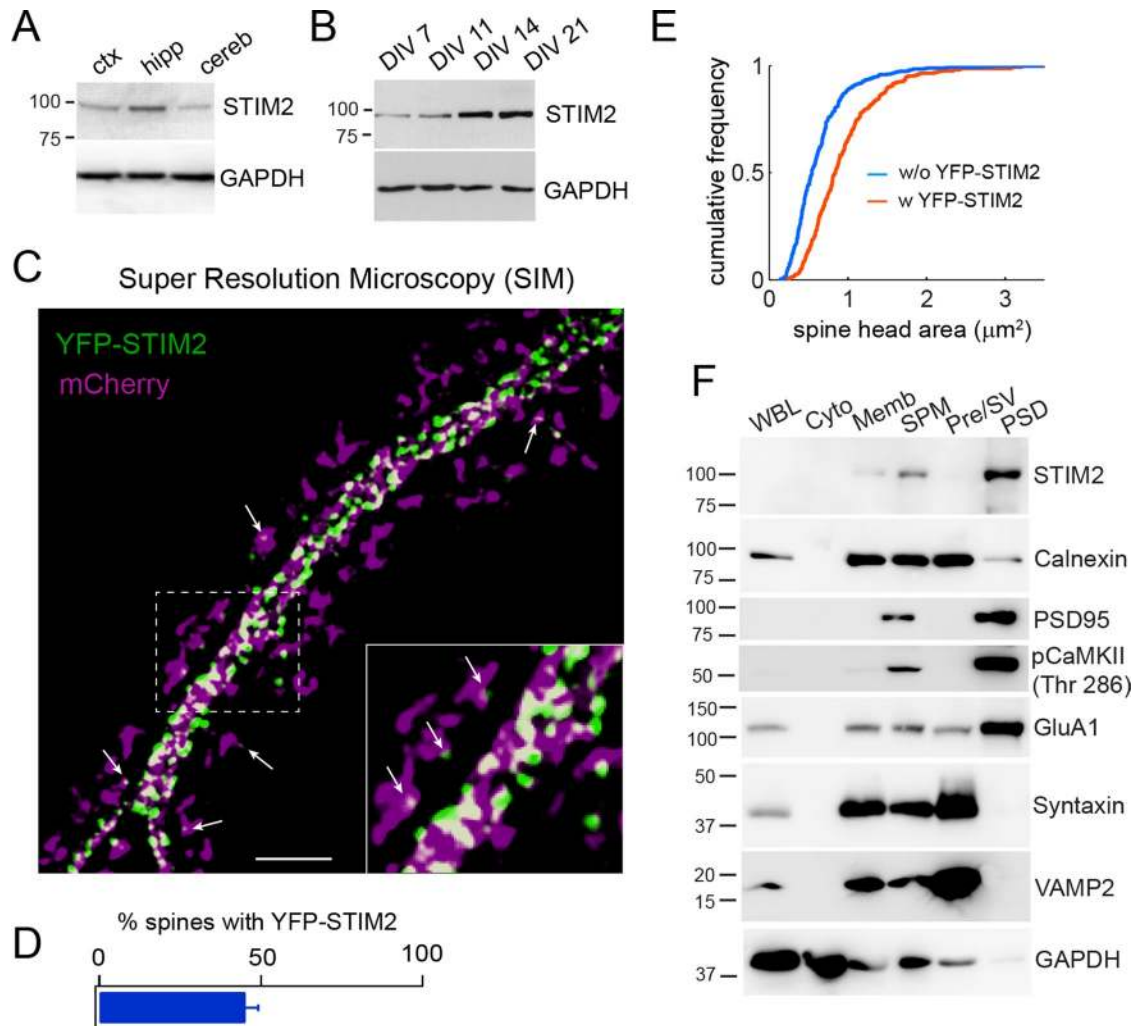 A
ctx hipp cereb
100
75
STIM2
GAPDH
B
DIV 7 DIV 11 DIV 14 DIV 21
100
75
STIM2
GAPDH
C
Super Resolution Microscopy (SIM)
YFP-STIM2
mCherry
D
% spines with YFP-STIM2
0 50 100
E
cumulative frequency
1
0.5
0
w/o YFP-STIM2
w YFP-STIM2
0 1 2 3
spine head area (μm²)
F
WBL Cyto Memb SPM Pre/SV PSD
100
75
STIM2
100
75
Calnexin
100
75
PSD95
50
pCaMKII
(Thr 286)
150
100
GluA1
50
37
Syntaxin
20
15
VAMP2
37
GAPDH